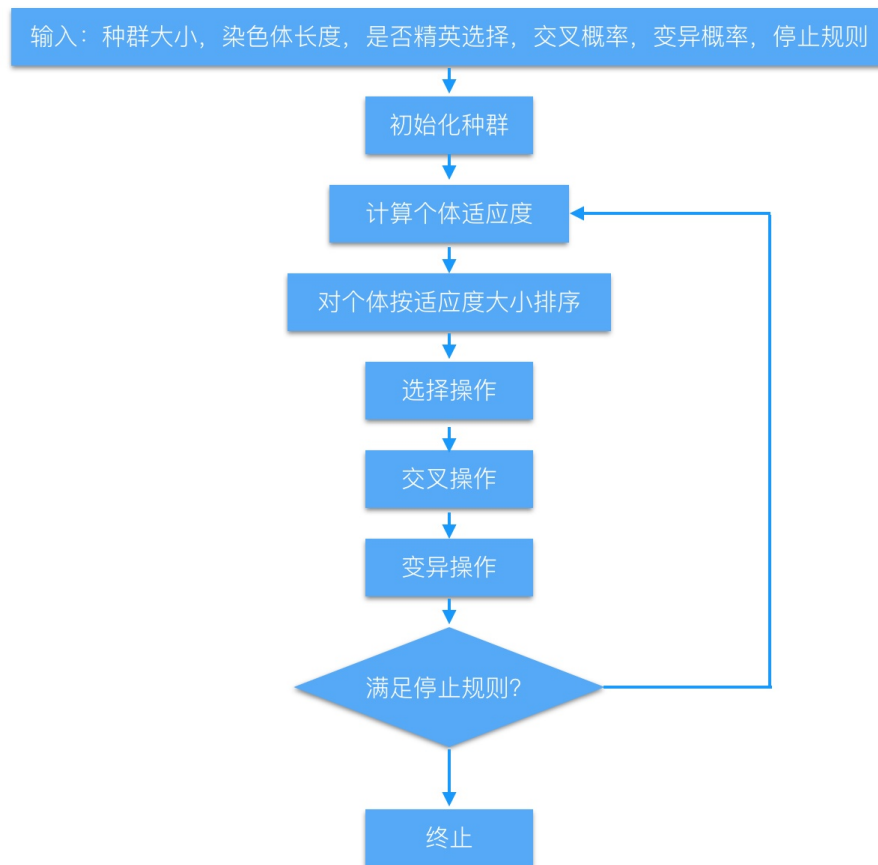 输入：种群大小，染色体长度，是否精英选择，交叉概率，变异概率，停止规则
初始化种群
计算个体适应度
对个体按适应度大小排序
选择操作
交叉操作
变异操作
满足停止规则？
终止